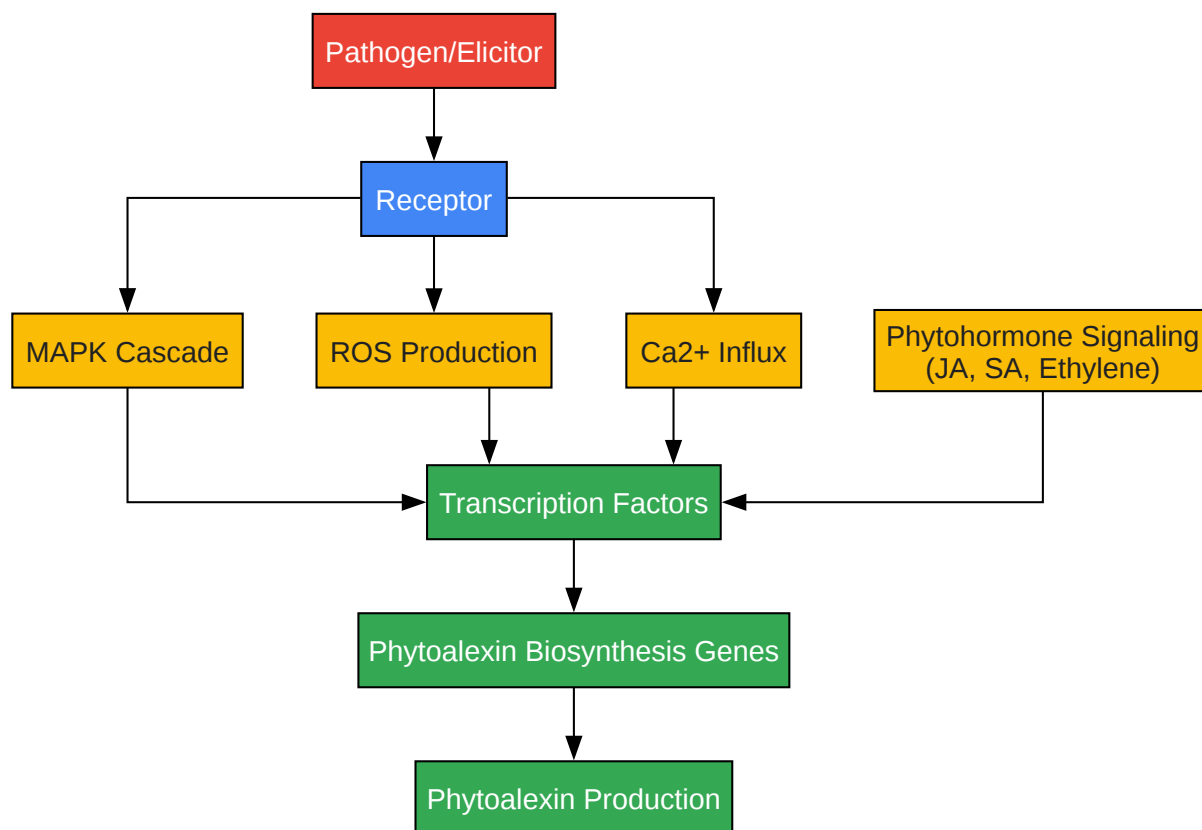 Pathogen/Elicitor
Receptor
MAPK Cascade
ROS Production
Ca2+ Influx
Phytohormone Signaling
(JA, SA, Ethylene)
Transcription Factors
Phytoalexin Biosynthesis Genes
Phytoalexin Production